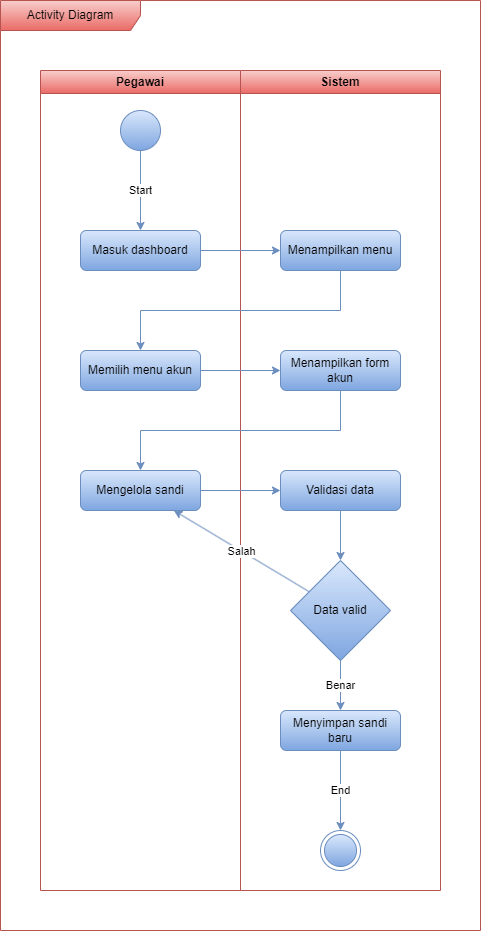 Activity Diagram
Pegawai
Sistem
Start
Masuk dashboard
Menampilkan menu
Memilih menu akun
Menampilkan form
akun
Mengelola sandi
Validasi data
Salah
Data valid
Benar
Menyimpan sandi
baru
End